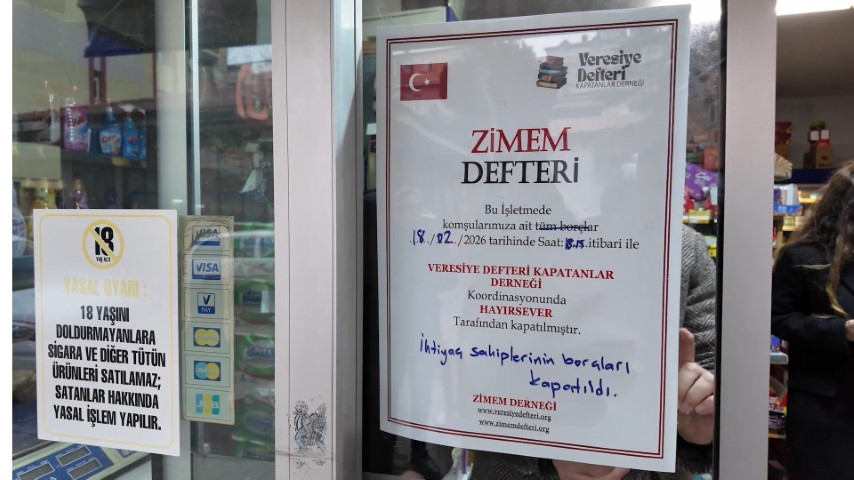 18
YAŞ ALTI
YASAL UYARI :
18 YAŞINI
DOLDURMAYANLARA
SİGARA VE DİĞER TÜTÜN
ÜRÜNLERİ SATILAMAZ;
SATANLAR HAKKINDA
YASAL İŞLEM YAPILIR.
VISA
VISA
PAY
JCB
Veresiye
Defteri
KAPATANLAR DERNEĞİ
ZİMEM
DEFTERİ
Bu İşletmede
komşularımıza ait tüm borçlar
18./02../2026 tarihinde Saat: itibari ile
VERESİYE DEFTERİ KAPATANLAR
DERNEĞİ
Koordinasyonunda
HAYIRSEVER
Tarafından kapatılmıştır.
İhtiyaç sahiplerinin borçları
kapatıldı.
ZİMEM DERNEĞİ
www.veresiyedefteri.org
www.zimemdefteri.org